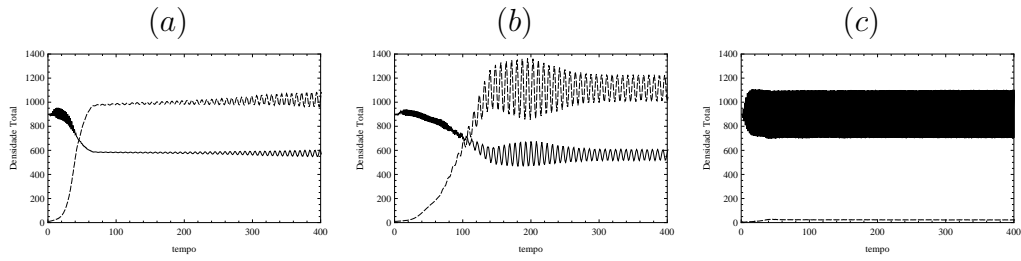 (a) (b) (c)
1400 1400 1400
1200 1200 1200
1000 1000 1000
800 800 800
600 600 600
400 400 400
200 200 200
0 0 0
0 100 200 300 400 0 100 200 300 400 0 100 200 300 400
tempo tempo tempo
Densidade Total Densidade Total Densidade Total